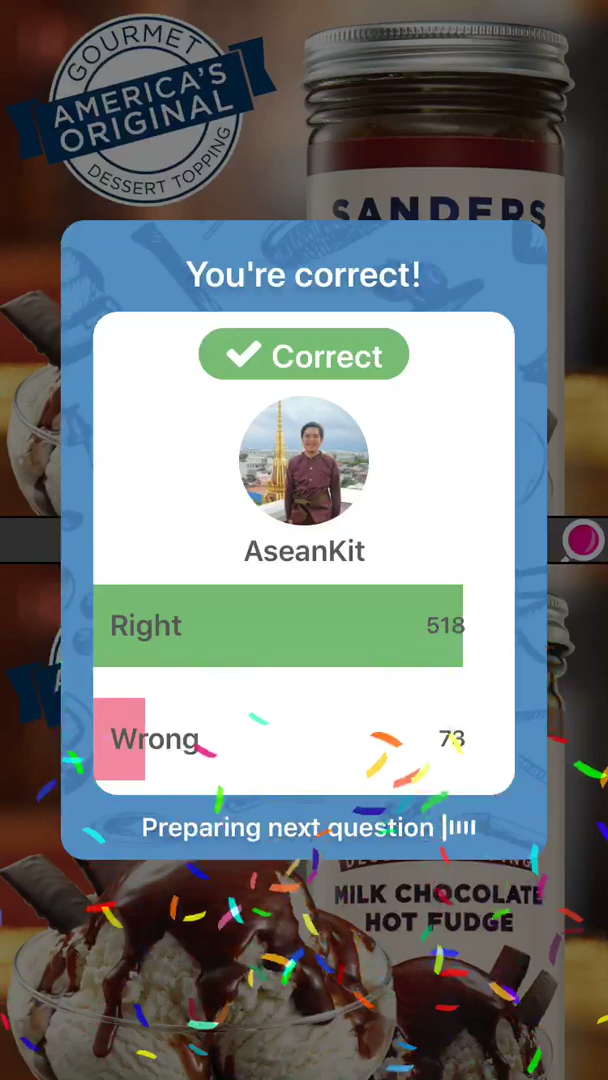 GOURMET
AMERICA'S
ORIGINAL
DESSERT TOPPING
SANDERS
You're correct!
Correct
AseanKit
Right 518
Wrong 73
Preparing next question
MILK CHOCOLATE
HOT FUDGE